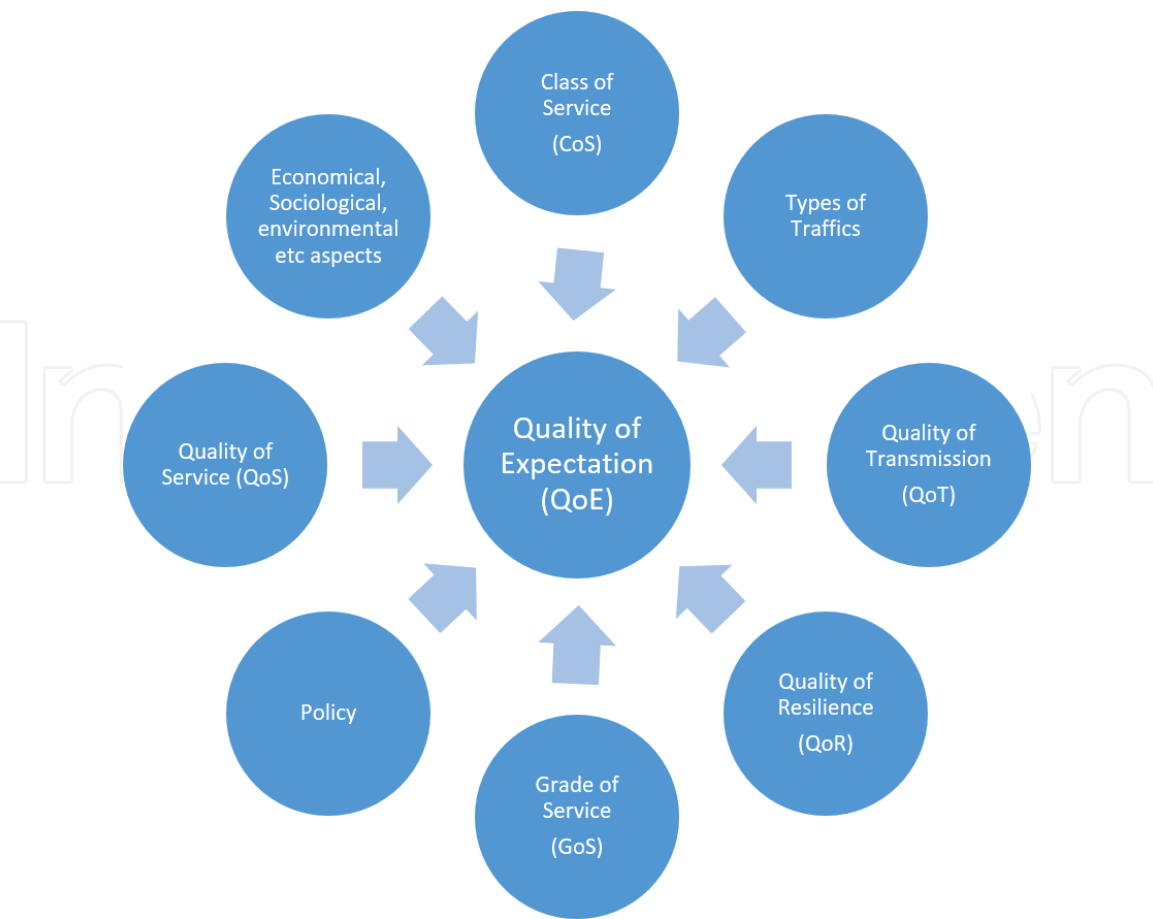 Class of
Service
(CoS)
Economical,
Sociological,
environmental
etc aspects
Types of
Traffics
Quality of
Expectation
(QoE)
Quality of
Service (QoS)
Quality of
Transmission
(QoT)
Policy
Quality of
Resilience
(QoR)
Grade of
Service
(GoS)